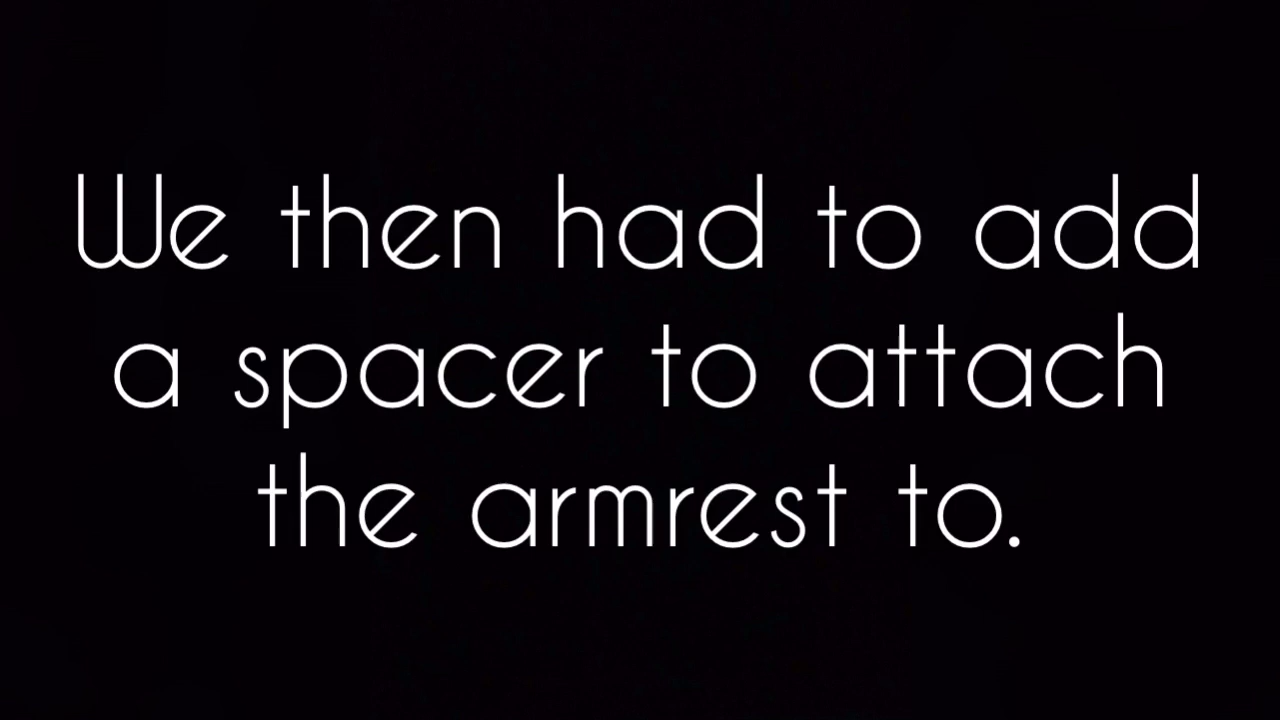 We then had to add
a spacer to attach
the armrest to.